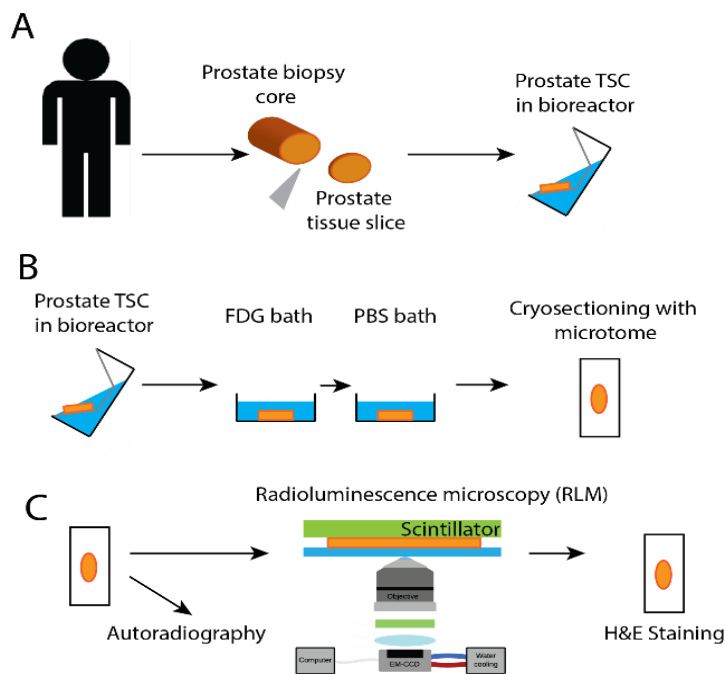 A
Prostate biopsy
core
Prostate TSC
in bioreactor
Prostate
tissue slice
B
Prostate TSC
in bioreactor
FDG bath
PBS bath
Cryosectioning with
microtome
C
Radioluminescence microscopy (RLM)
Scintillator
Objective
Autoradiography
H&E Staining
Computer
EM-CCD
Water
cooling